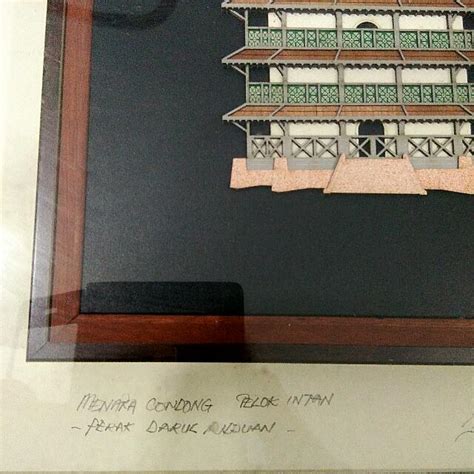 MENARA CONDONG TELOK INTAN
- PERAK DARUL RIDZUAN -